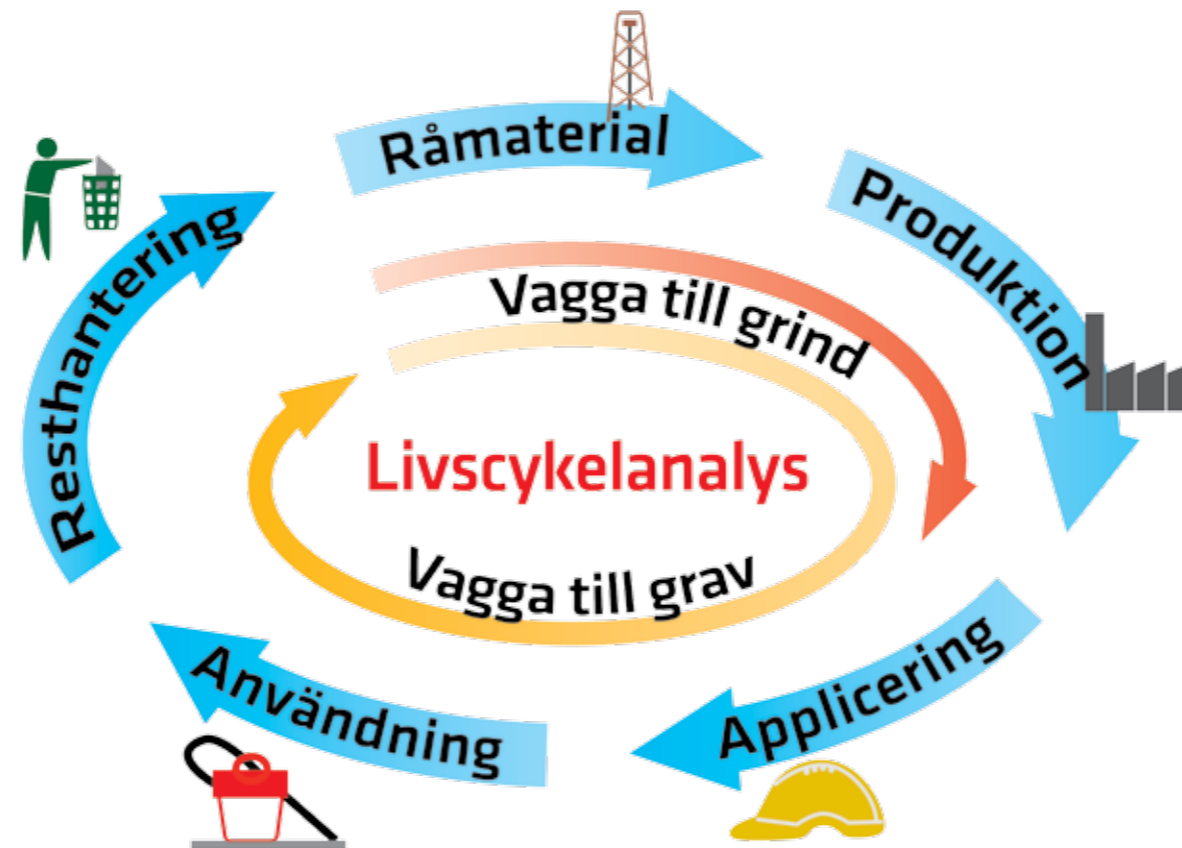 Råmaterial
Produktion
Applicering
Användning
Resthantering
Vagga till grind
Livscykelanalys
Vagga till grav